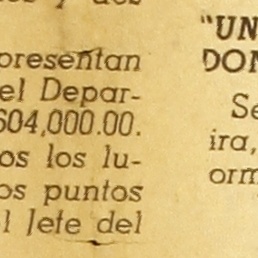 presentan
el Depar-
604,000.00.
os los lu-
os puntos
l Jefe del
"UN
DON
Se
ira,
orm